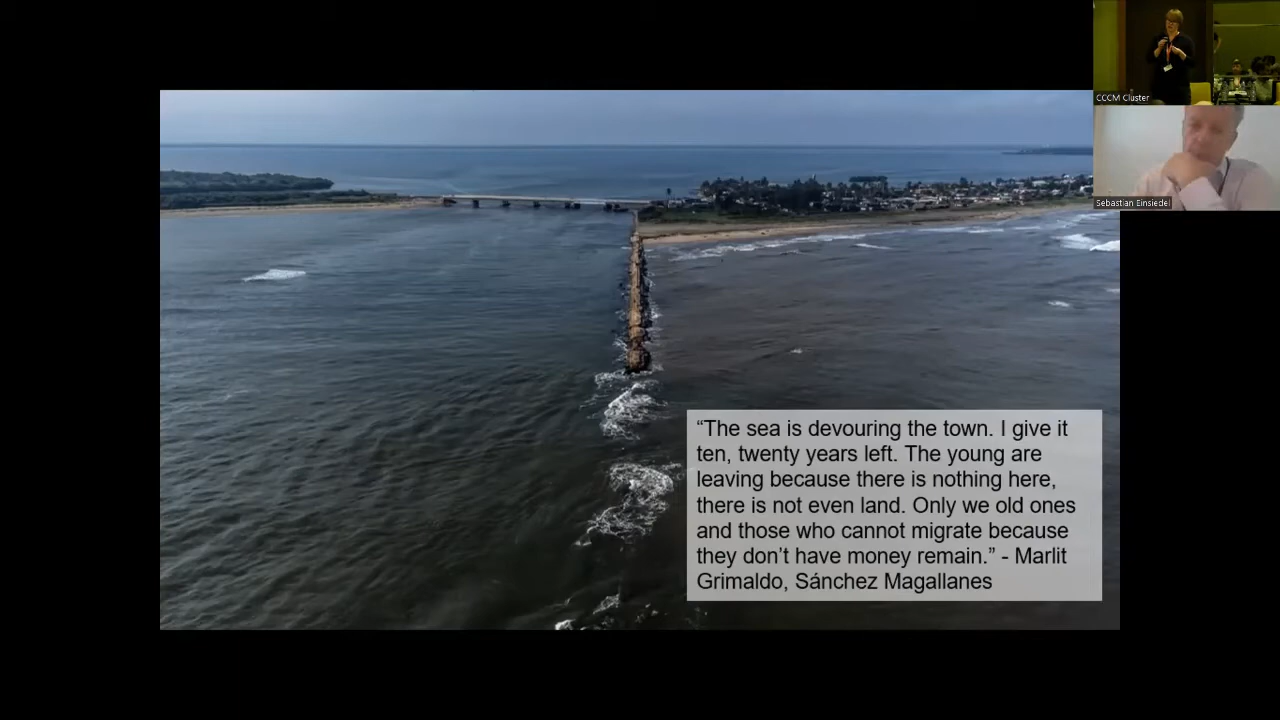 CCCM Cluster
Sebastian Einsiedel
“The sea is devouring the town. I give it
ten, twenty years left. The young are
leaving because there is nothing here,
there is not even land. Only we old ones
and those who cannot migrate because
they don’t have money remain.” - Marlit
Grimaldo, Sánchez Magallanes